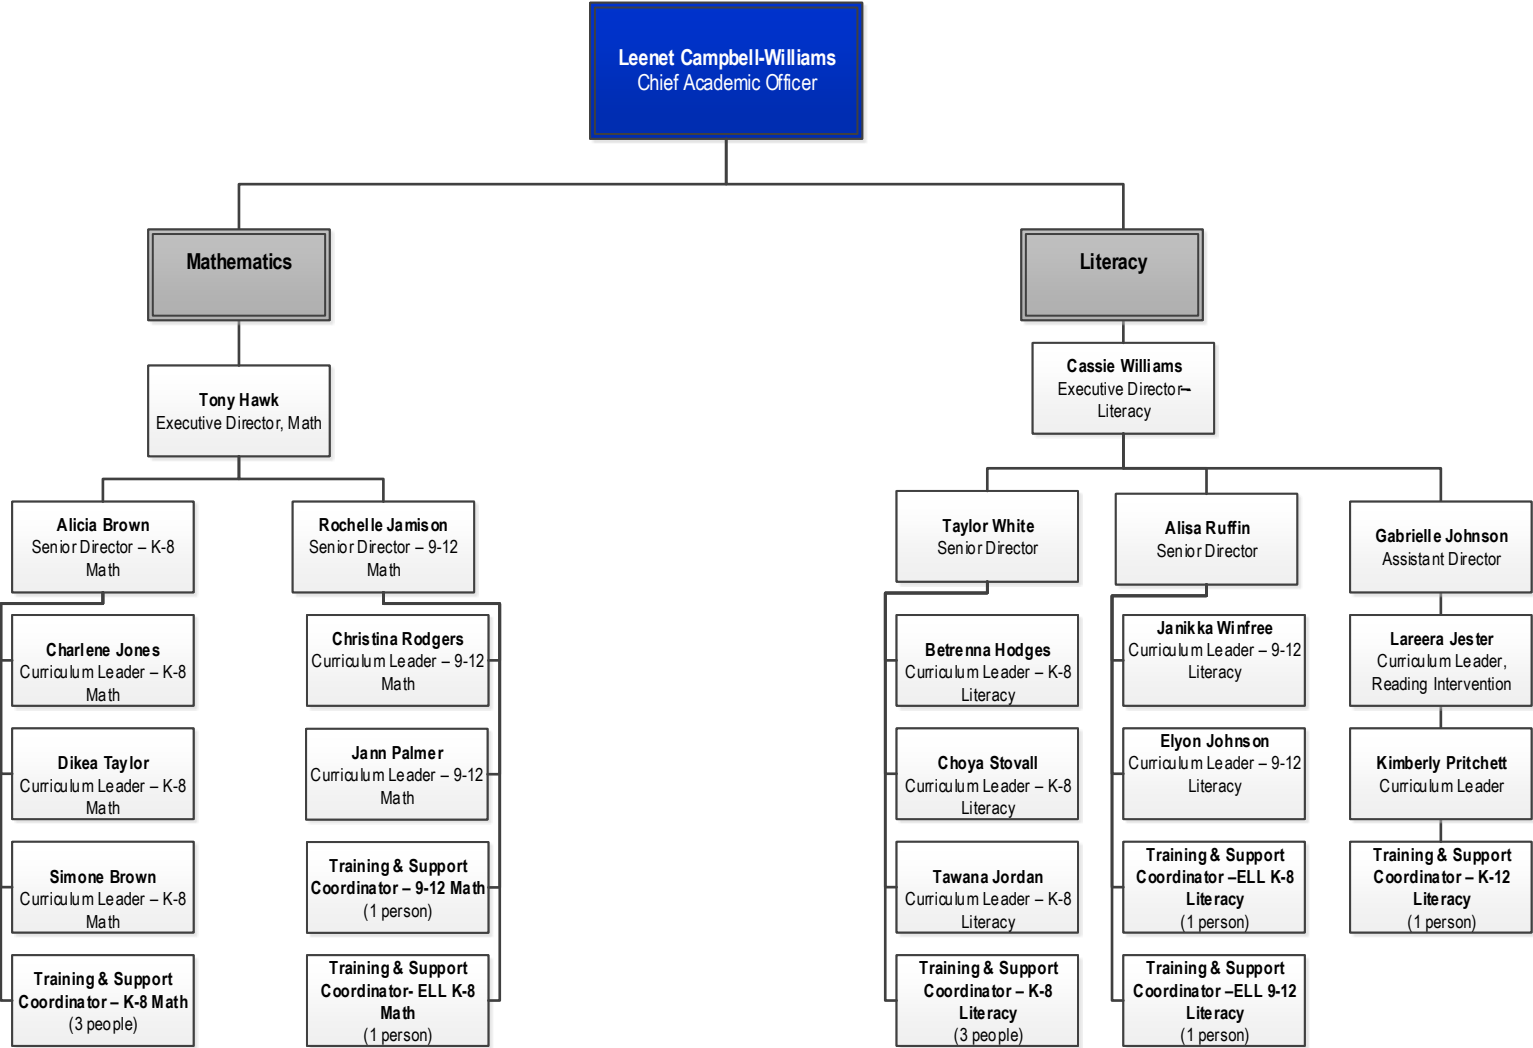 Leenet Campbell-Williams
Chief Academic Officer
Mathematics
Literacy
Tony Hawk
Executive Director, Math
Cassie Williams
Executive Director–
Literacy
Alicia Brown
Senior Director – K-8
Math
Rochelle Jamison
Senior Director – 9-12
Math
Taylor White
Senior Director
Alisa Ruffin
Senior Director
Gabrielle Johnson
Assistant Director
Charlene Jones
Curriculum Leader – K-8
Math
Dikea Taylor
Curriculum Leader – K-8
Math
Simone Brown
Curriculum Leader – K-8
Math
Training & Support
Coordinator – K-8 Math
(3 people)
Christina Rodgers
Curriculum Leader – 9-12
Math
Jann Palmer
Curriculum Leader – 9-12
Math
Training & Support
Coordinator – 9-12 Math
(1 person)
Training & Support
Coordinator- ELL K-8
Math
(1 person)
Betrenna Hodges
Curriculum Leader – K-8
Literacy
Choya Stovall
Curriculum Leader – K-8
Literacy
Tawana Jordan
Curriculum Leader – K-8
Literacy
Training & Support
Coordinator – K-8
Literacy
(3 people)
Janikka Winfree
Curriculum Leader – 9-12
Literacy
Elyon Johnson
Curriculum Leader – 9-12
Literacy
Training & Support
Coordinator –ELL K-8
Literacy
(1 person)
Training & Support
Coordinator –ELL 9-12
Literacy
(1 person)
Lareera Jester
Curriculum Leader,
Reading Intervention
Kimberly Pritchett
Curriculum Leader
Training & Support
Coordinator – K-12
Literacy
(1 person)